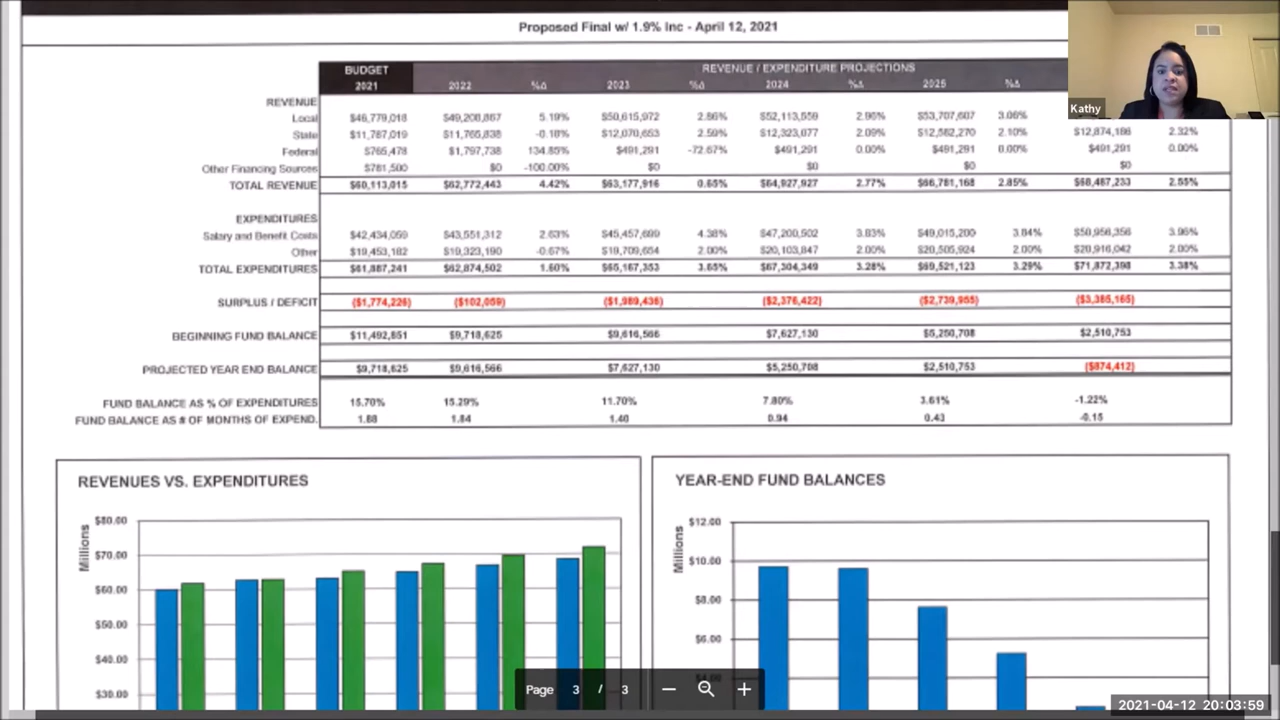 Proposed Final w/ 1.9% Inc - April 12, 2021
BUDGET REVENUE / EXPENDITURE PROJECTIONS
2021 2022 %Δ 2023 %Δ 2024 %Δ 2025 %Δ
REVENUE
Local $46,779,018 $49,208,867 5.19% $50,615,972 2.86% $52,113,559 2.96% $53,707,607 3.06%
State $11,787,019 $11,765,838 -0.18% $12,070,653 2.59% $12,323,077 2.09% $12,582,270 2.10% $12,874,186 2.32%
Federal $765,478 $1,797,738 134.85% $491,291 -72.67% $491,291 0.00% $491,291 0.00% $491,291 0.00%
Other Financing Sources $781,500 $0 -100.00% $0 $0 $0 $0
TOTAL REVENUE $60,113,015 $62,772,443 4.42% $63,177,916 0.65% $64,927,927 2.77% $66,781,168 2.85% $68,487,233 2.55%
EXPENDITURES
Salary and Benefit Costs $42,434,059 $43,551,312 2.63% $45,457,699 4.38% $47,200,502 3.83% $49,015,200 3.84% $50,956,356 3.96%
Other $19,453,182 $19,323,190 -0.67% $19,709,654 2.00% $20,103,847 2.00% $20,505,924 2.00% $20,916,042 2.00%
TOTAL EXPENDITURES $61,887,241 $62,874,502 1.60% $65,167,353 3.65% $67,304,349 3.28% $69,521,123 3.29% $71,872,398 3.38%
SURPLUS / DEFICIT ($1,774,226) ($102,059) ($1,989,436) ($2,376,422) ($2,739,955) ($3,385,165)
BEGINNING FUND BALANCE $11,492,851 $9,718,625 $9,616,566 $7,627,130 $5,250,708 $2,510,753
PROJECTED YEAR END BALANCE $9,718,625 $9,616,566 $7,627,130 $5,250,708 $2,510,753 ($874,412)
FUND BALANCE AS % OF EXPENDITURES 15.70% 15.29% 11.70% 7.80% 3.61% -1.22%
FUND BALANCE AS # OF MONTHS OF EXPEND. 1.88 1.84 1.40 0.94 0.43 -0.15
Kathy
REVENUES VS. EXPENDITURES
Millions
$80.00
$70.00
$60.00
$50.00
$40.00
$30.00
YEAR-END FUND BALANCES
Millions
$12.00
$10.00
$8.00
$6.00
Page 3 / 3
2021-04-12 20:03:59